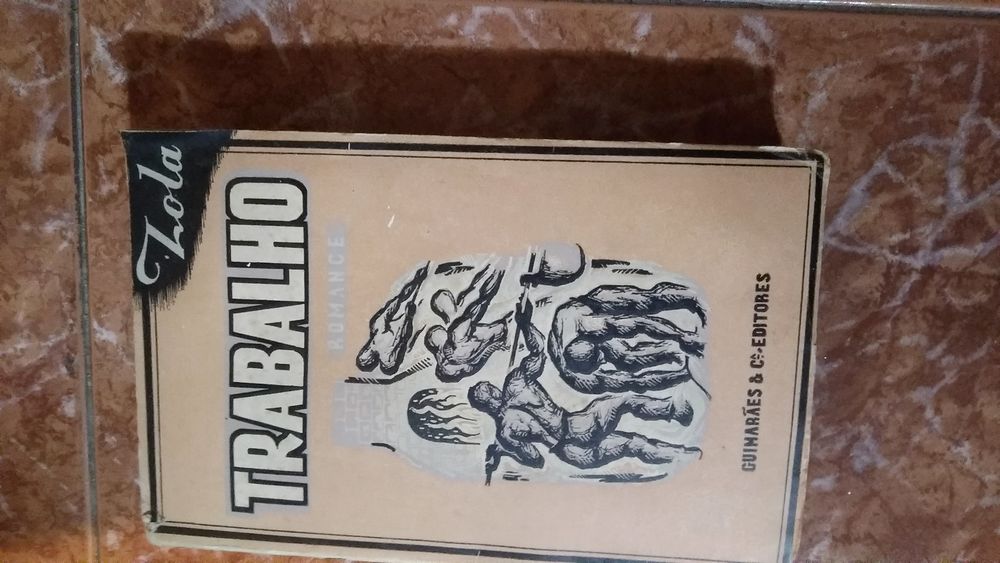 Zola
TRABALHO
ROMANCE
GUIMARÃES & Cª-EDITORES